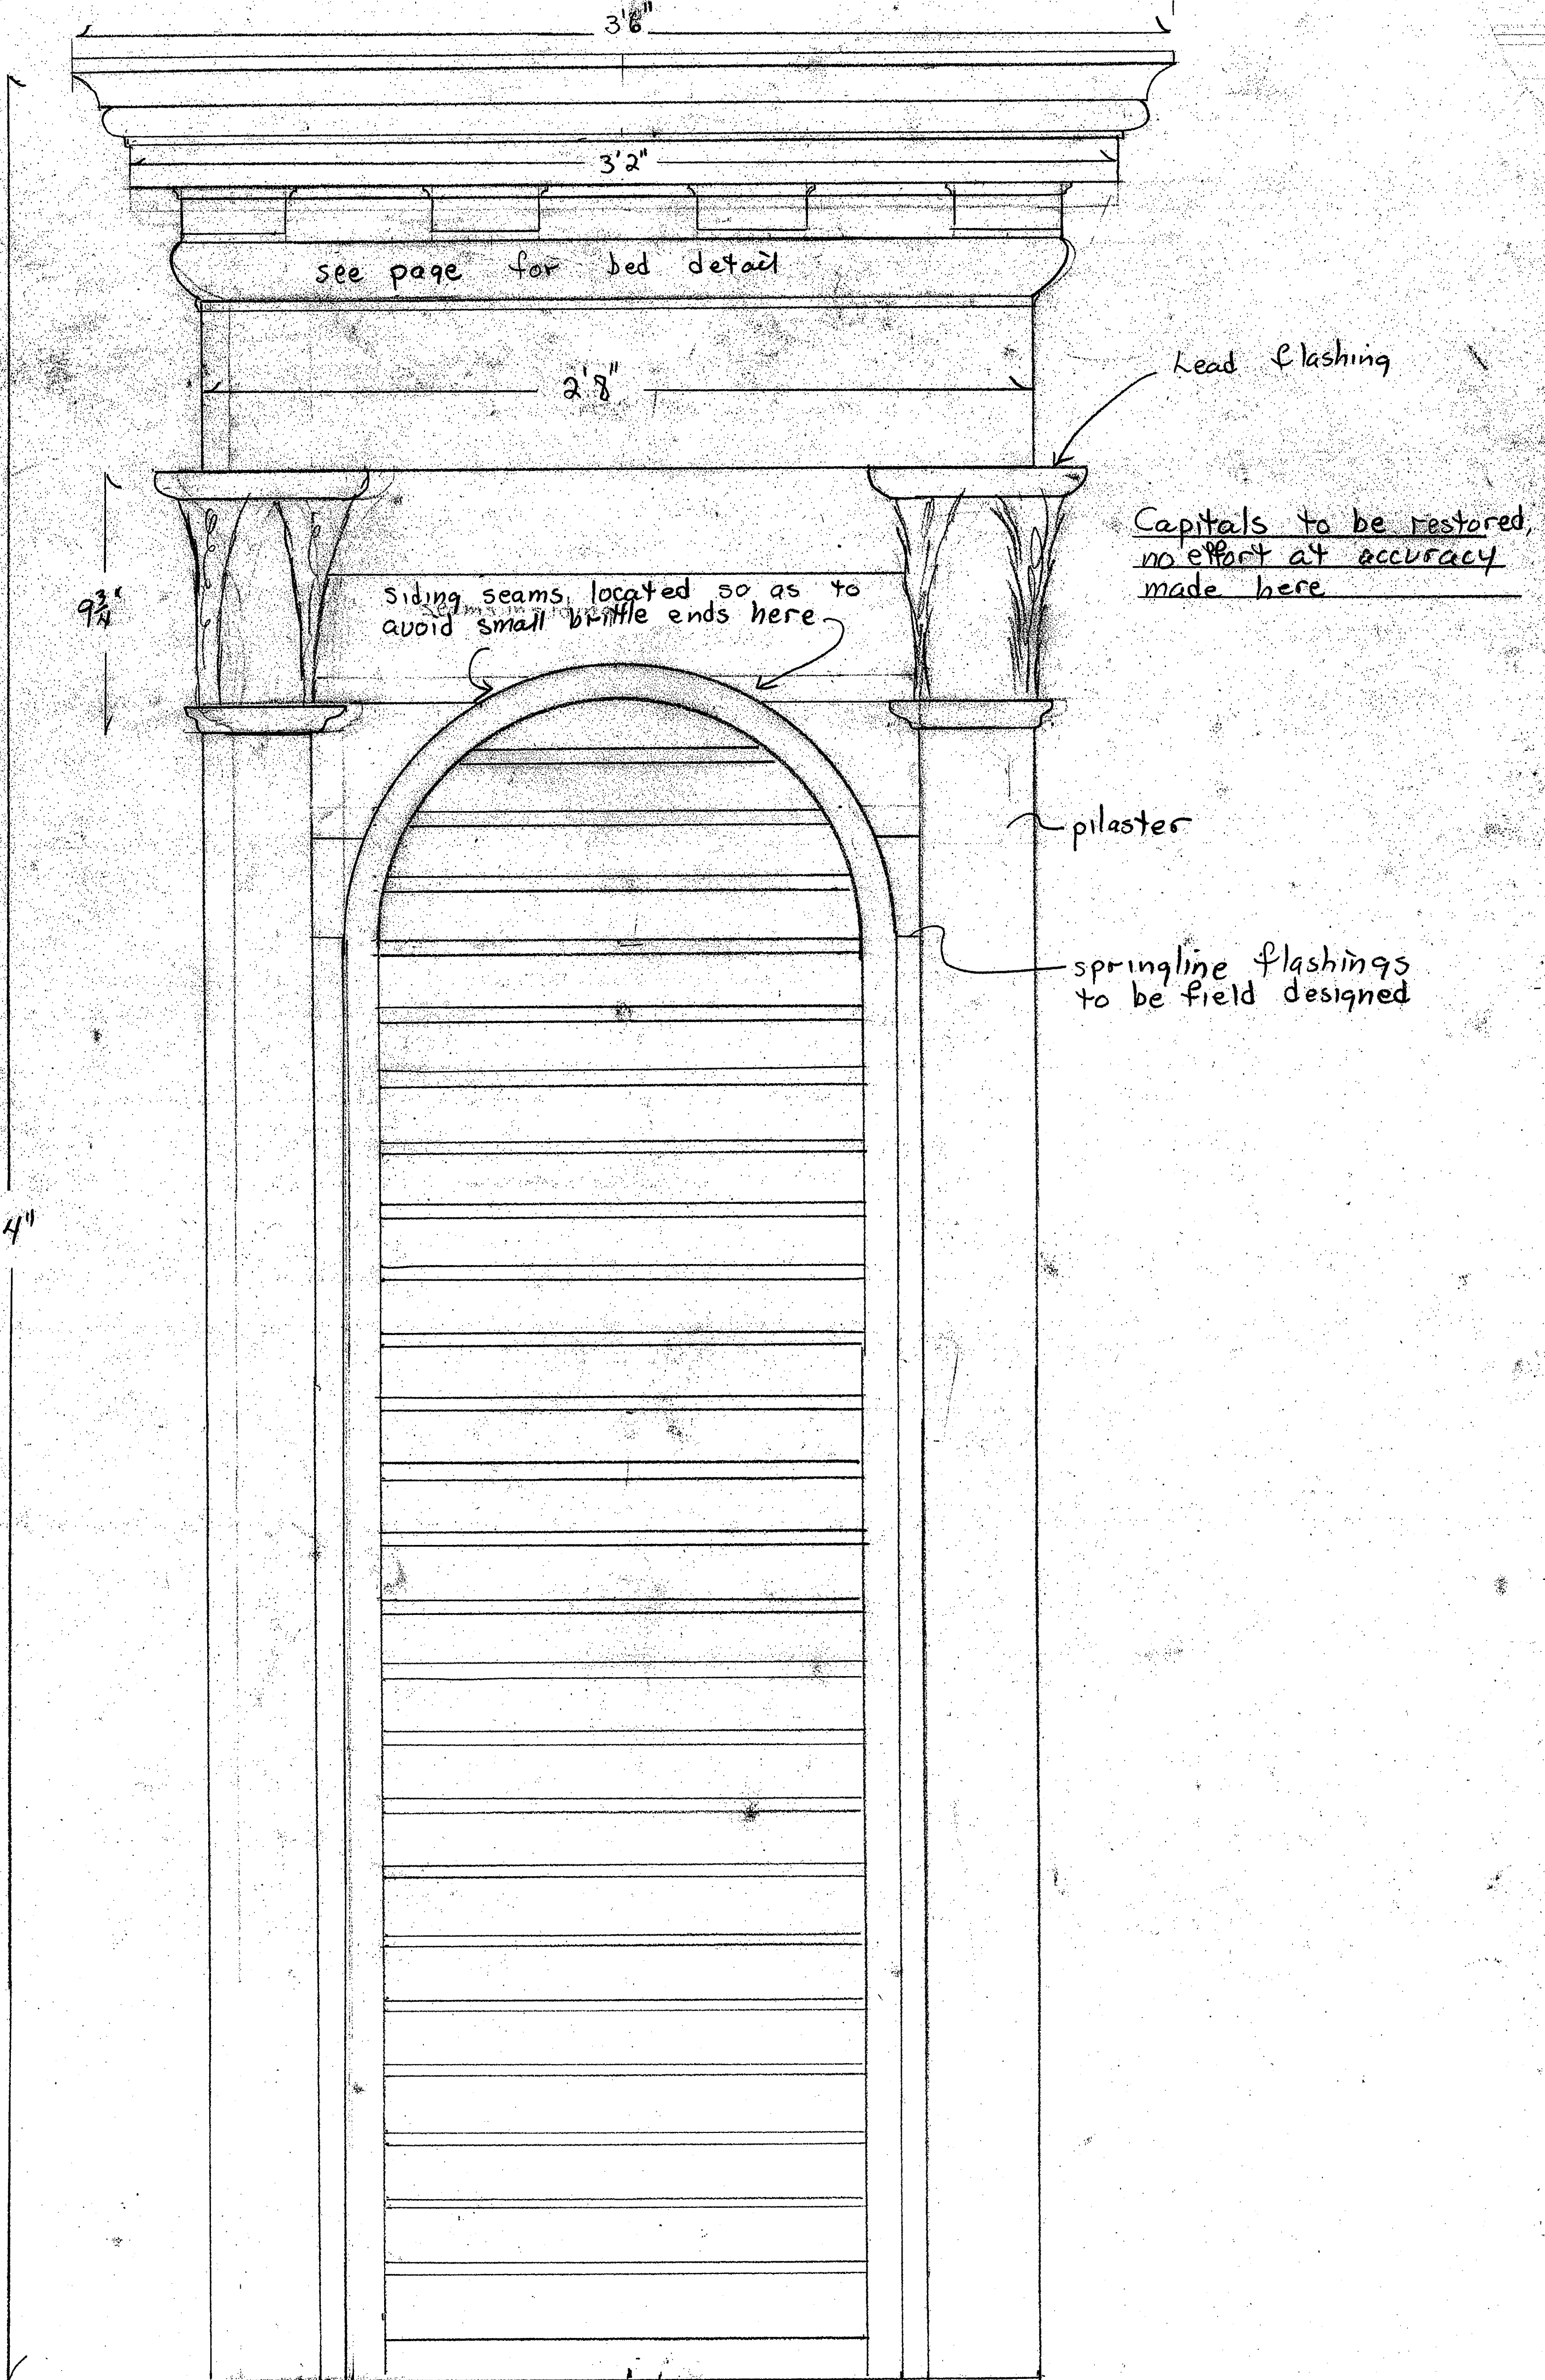 3'6"
3'2"
see page for bed detail
2'8"
Lead flashing
Capitals to be restored,
no effort at accuracy
made here
9¾"
siding seams located so as to
avoid small brittle ends here
pilaster
springline flashings
to be field designed
4"